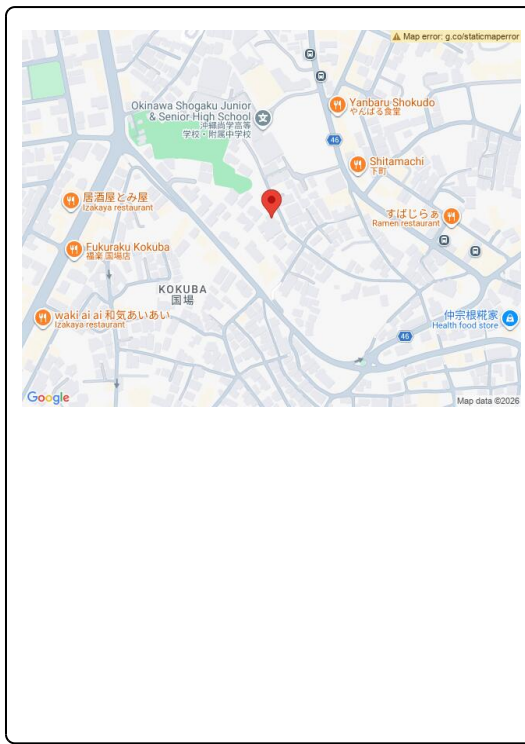 Map error: g.co/staticmaperror
Yanbaru Shokudo
やんばる食堂
Okinawa Shogaku Junior
& Senior High School
沖縄尚学高等
学校・附属中学校
46
Shitamachi
下町
居酒屋とみ屋
Izakaya restaurant
すばじらぁ
Ramen restaurant
Fukuraku Kokuba
福楽 国場店
KOKUBA
国場
waki ai ai 和気あいあい
Izakaya restaurant
仲宗根糀家
Health food store
46
Google
Map data ©2026